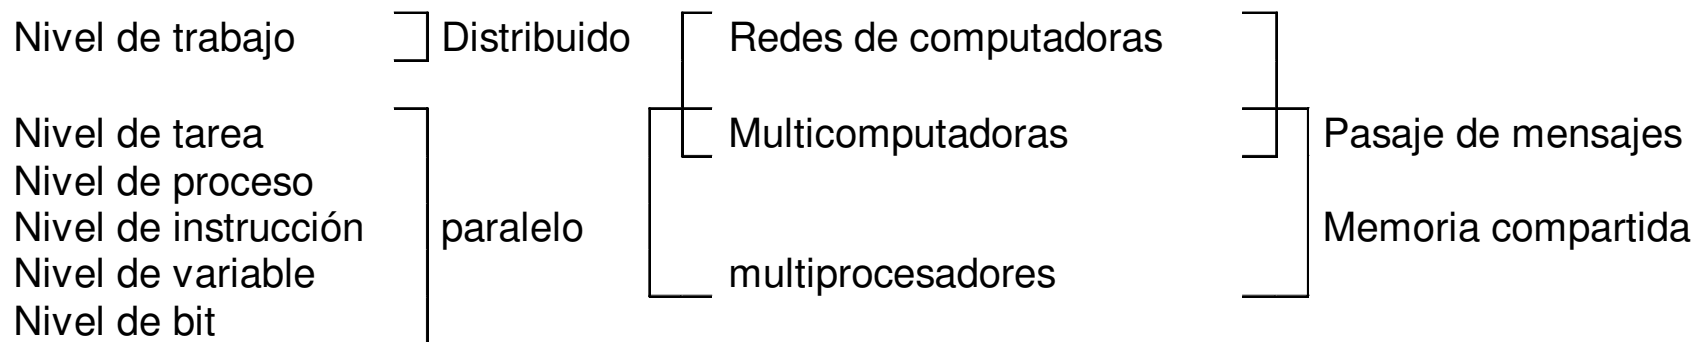 Nivel de trabajo Distribuido Redes de computadoras
Nivel de tarea Multicomputadoras Pasaje de mensajes
Nivel de proceso
Nivel de instrucción paralelo Memoria compartida
Nivel de variable multiprocesadores
Nivel de bit